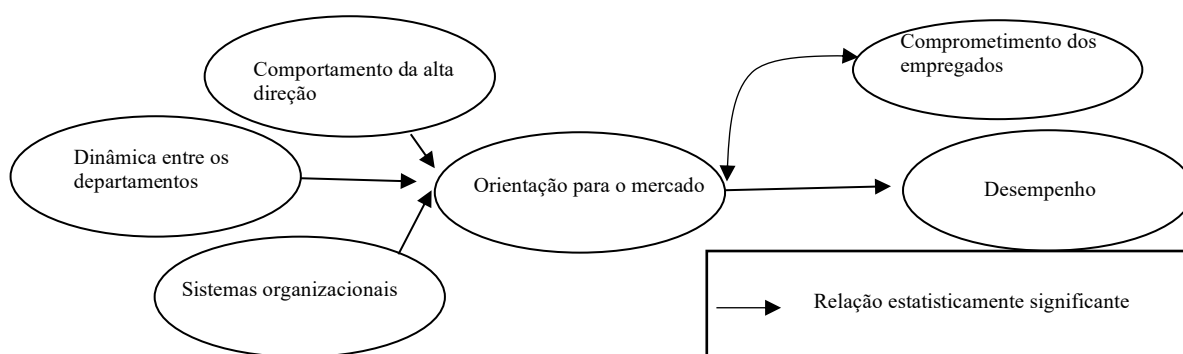 Comportamento da alta
direção
Dinâmica entre os
departamentos
Sistemas organizacionais
Orientação para o mercado
Comprometimento dos
empregados
Desempenho
Relação estatisticamente significante